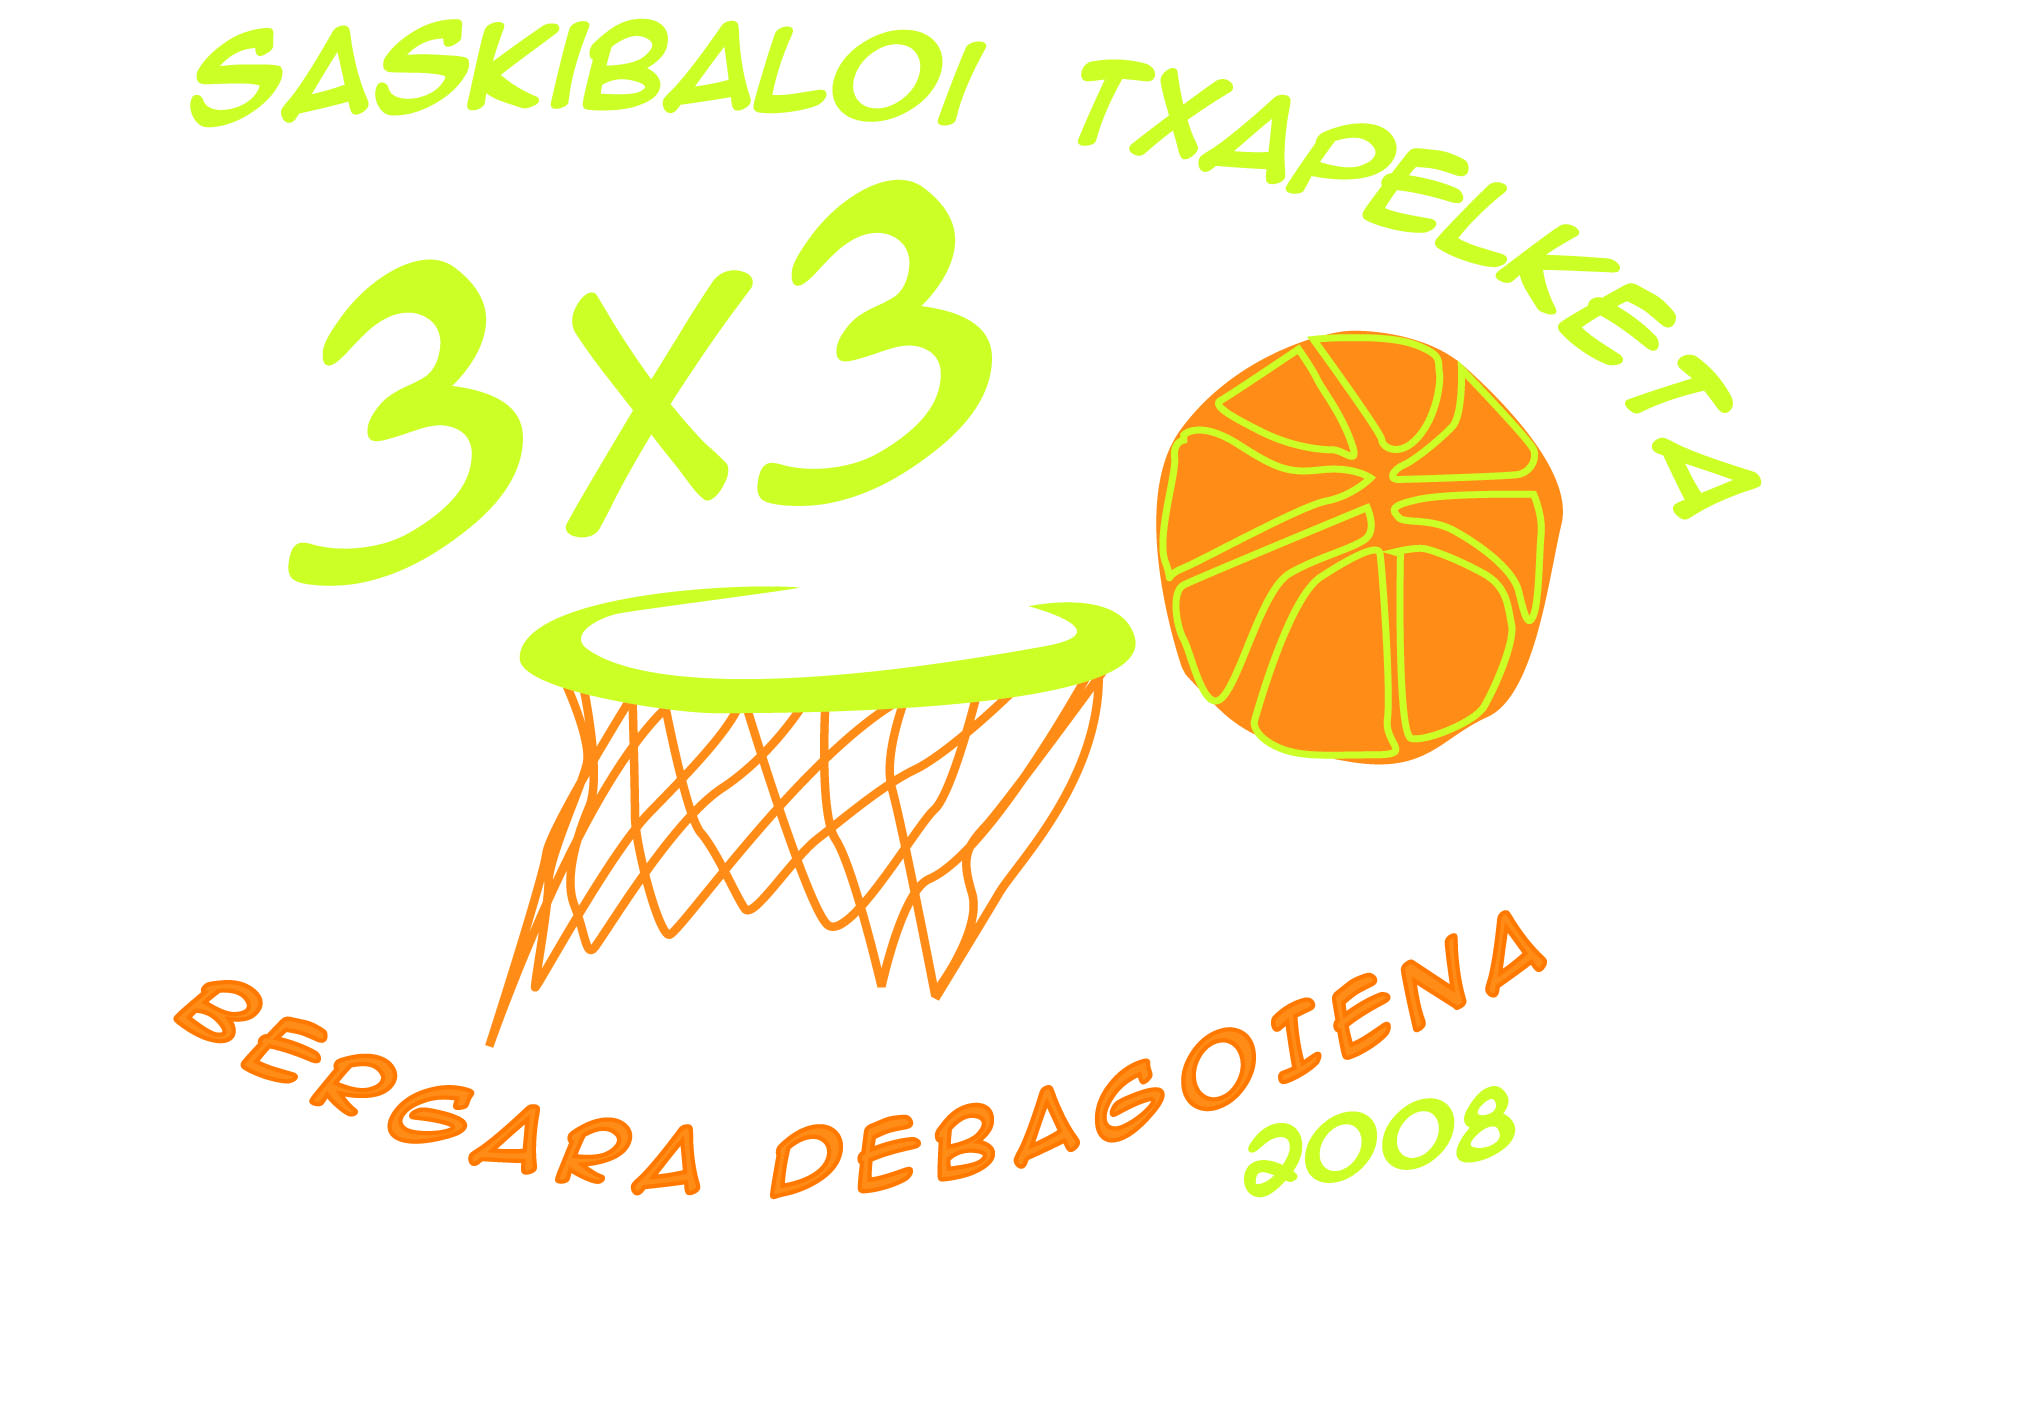 SASKIBALOI TXAPELKETA
3x3
BERGARA DEBAGOIENA
2008